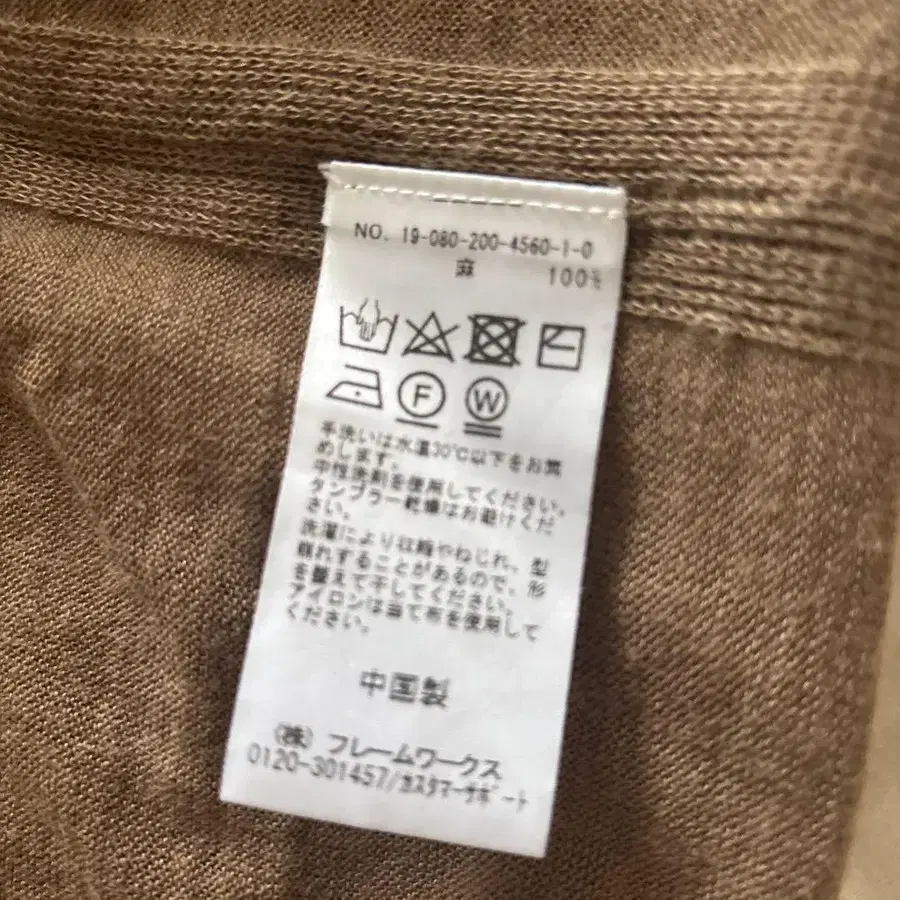 NO. 19-080-200-4560-1-0
麻 100%
F W
手洗いは水温30℃以下をお奨
めします。
中性洗剤を使用してください。
タンブラー乾燥はお避けくだ
さい。
洗濯により収縮やねじれ、型
崩れすることがあるので、形
を整えて干してください。
アイロンは当て布を使用して
ください。
中国製
(株) フレームワークス
0120-301457/ｶｽﾀﾏｰｻﾎﾟｰﾄ